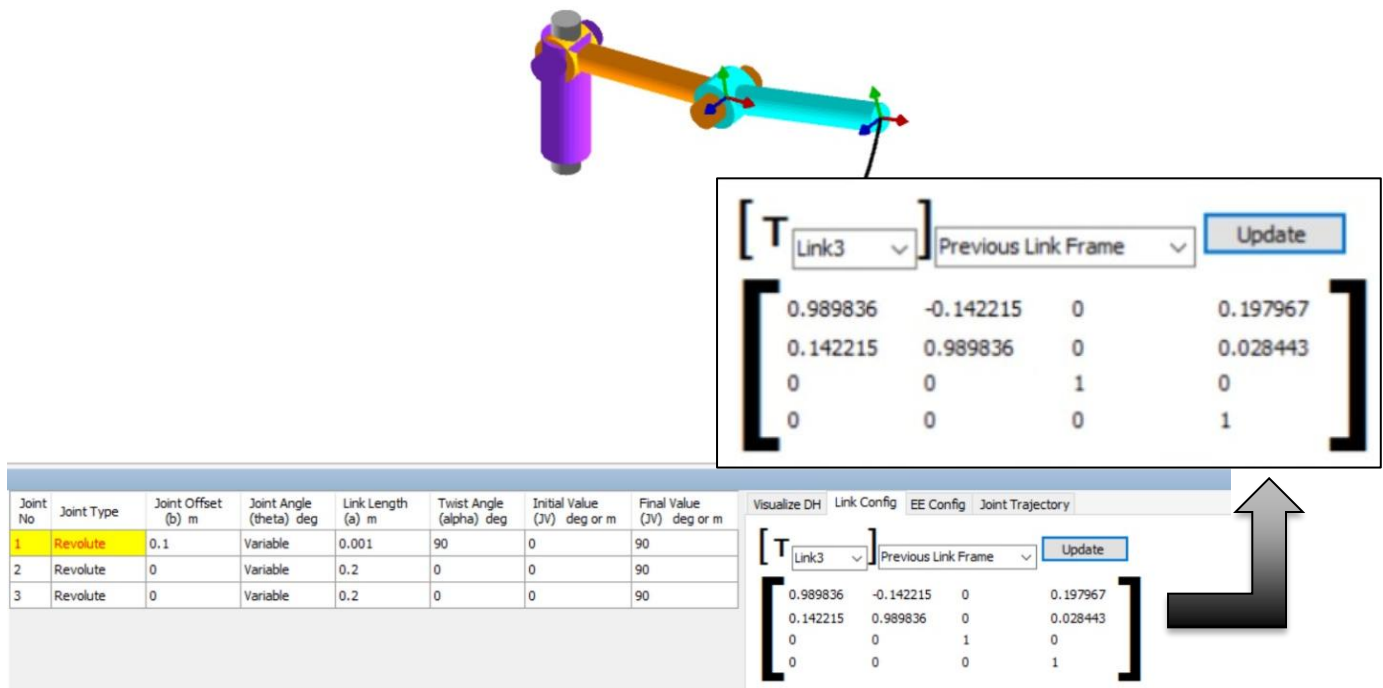 [T Link3 ] Previous Link Frame Update
0.989836 -0.142215 0 0.197967
0.142215 0.989836 0 0.028443
0 0 1 0
0 0 0 1
Joint No Joint Type Joint Offset (b) m Joint Angle (theta) deg Link Length (a) m Twist Angle (alpha) deg Initial Value (JV) deg or m Final Value (JV) deg or m
1 Revolute 0.1 Variable 0.001 90 0 90
2 Revolute 0 Variable 0.2 0 0 90
3 Revolute 0 Variable 0.2 0 0 90
Visualize DH Link Config EE Config Joint Trajectory
[T Link3 ] Previous Link Frame Update
0.989836 -0.142215 0 0.197967
0.142215 0.989836 0 0.028443
0 0 1 0
0 0 0 1